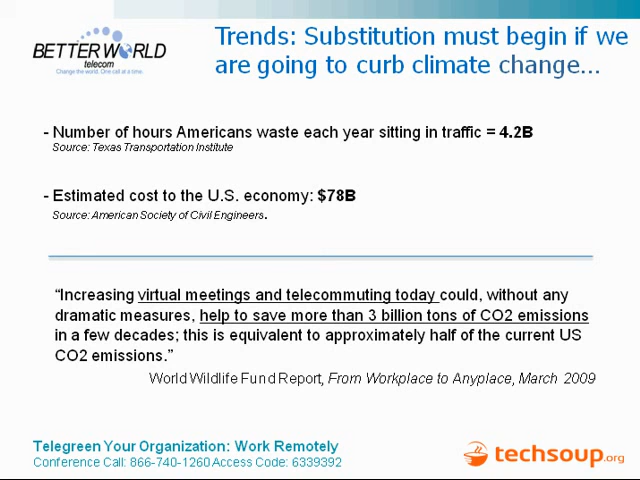 BETTER WORLD
telecom
Change the world. One call at a time.
Trends: Substitution must begin if we
are going to curb climate change...
- Number of hours Americans waste each year sitting in traffic = 4.2B
Source: Texas Transportation Institute
- Estimated cost to the U.S. economy: $78B
Source: American Society of Civil Engineers.
“Increasing virtual meetings and telecommuting today could, without any
dramatic measures, help to save more than 3 billion tons of CO2 emissions
in a few decades; this is equivalent to approximately half of the current US
CO2 emissions.”
World Wildlife Fund Report, From Workplace to Anyplace, March 2009
Telegreen Your Organization: Work Remotely
Conference Call: 866-740-1260 Access Code: 6339392
techsoup.org